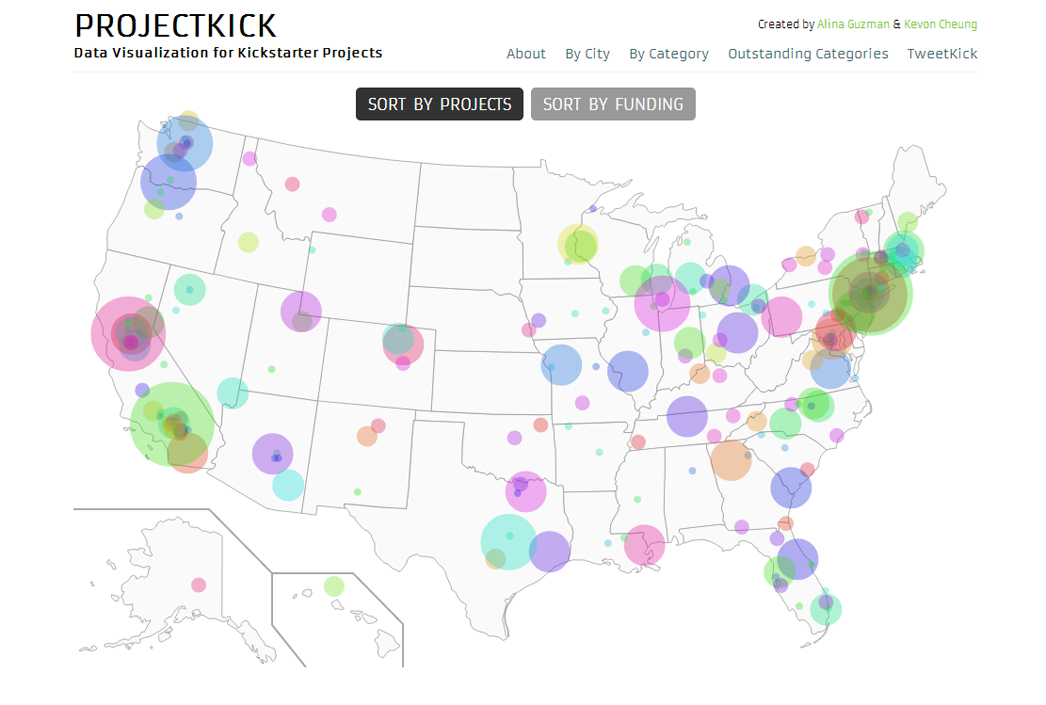 PROJECTKICK
Data Visualization for Kickstarter Projects
Created by Alina Guzman & Kevon Cheung
About By City By Category Outstanding Categories TweetKick
SORT BY PROJECTS SORT BY FUNDING